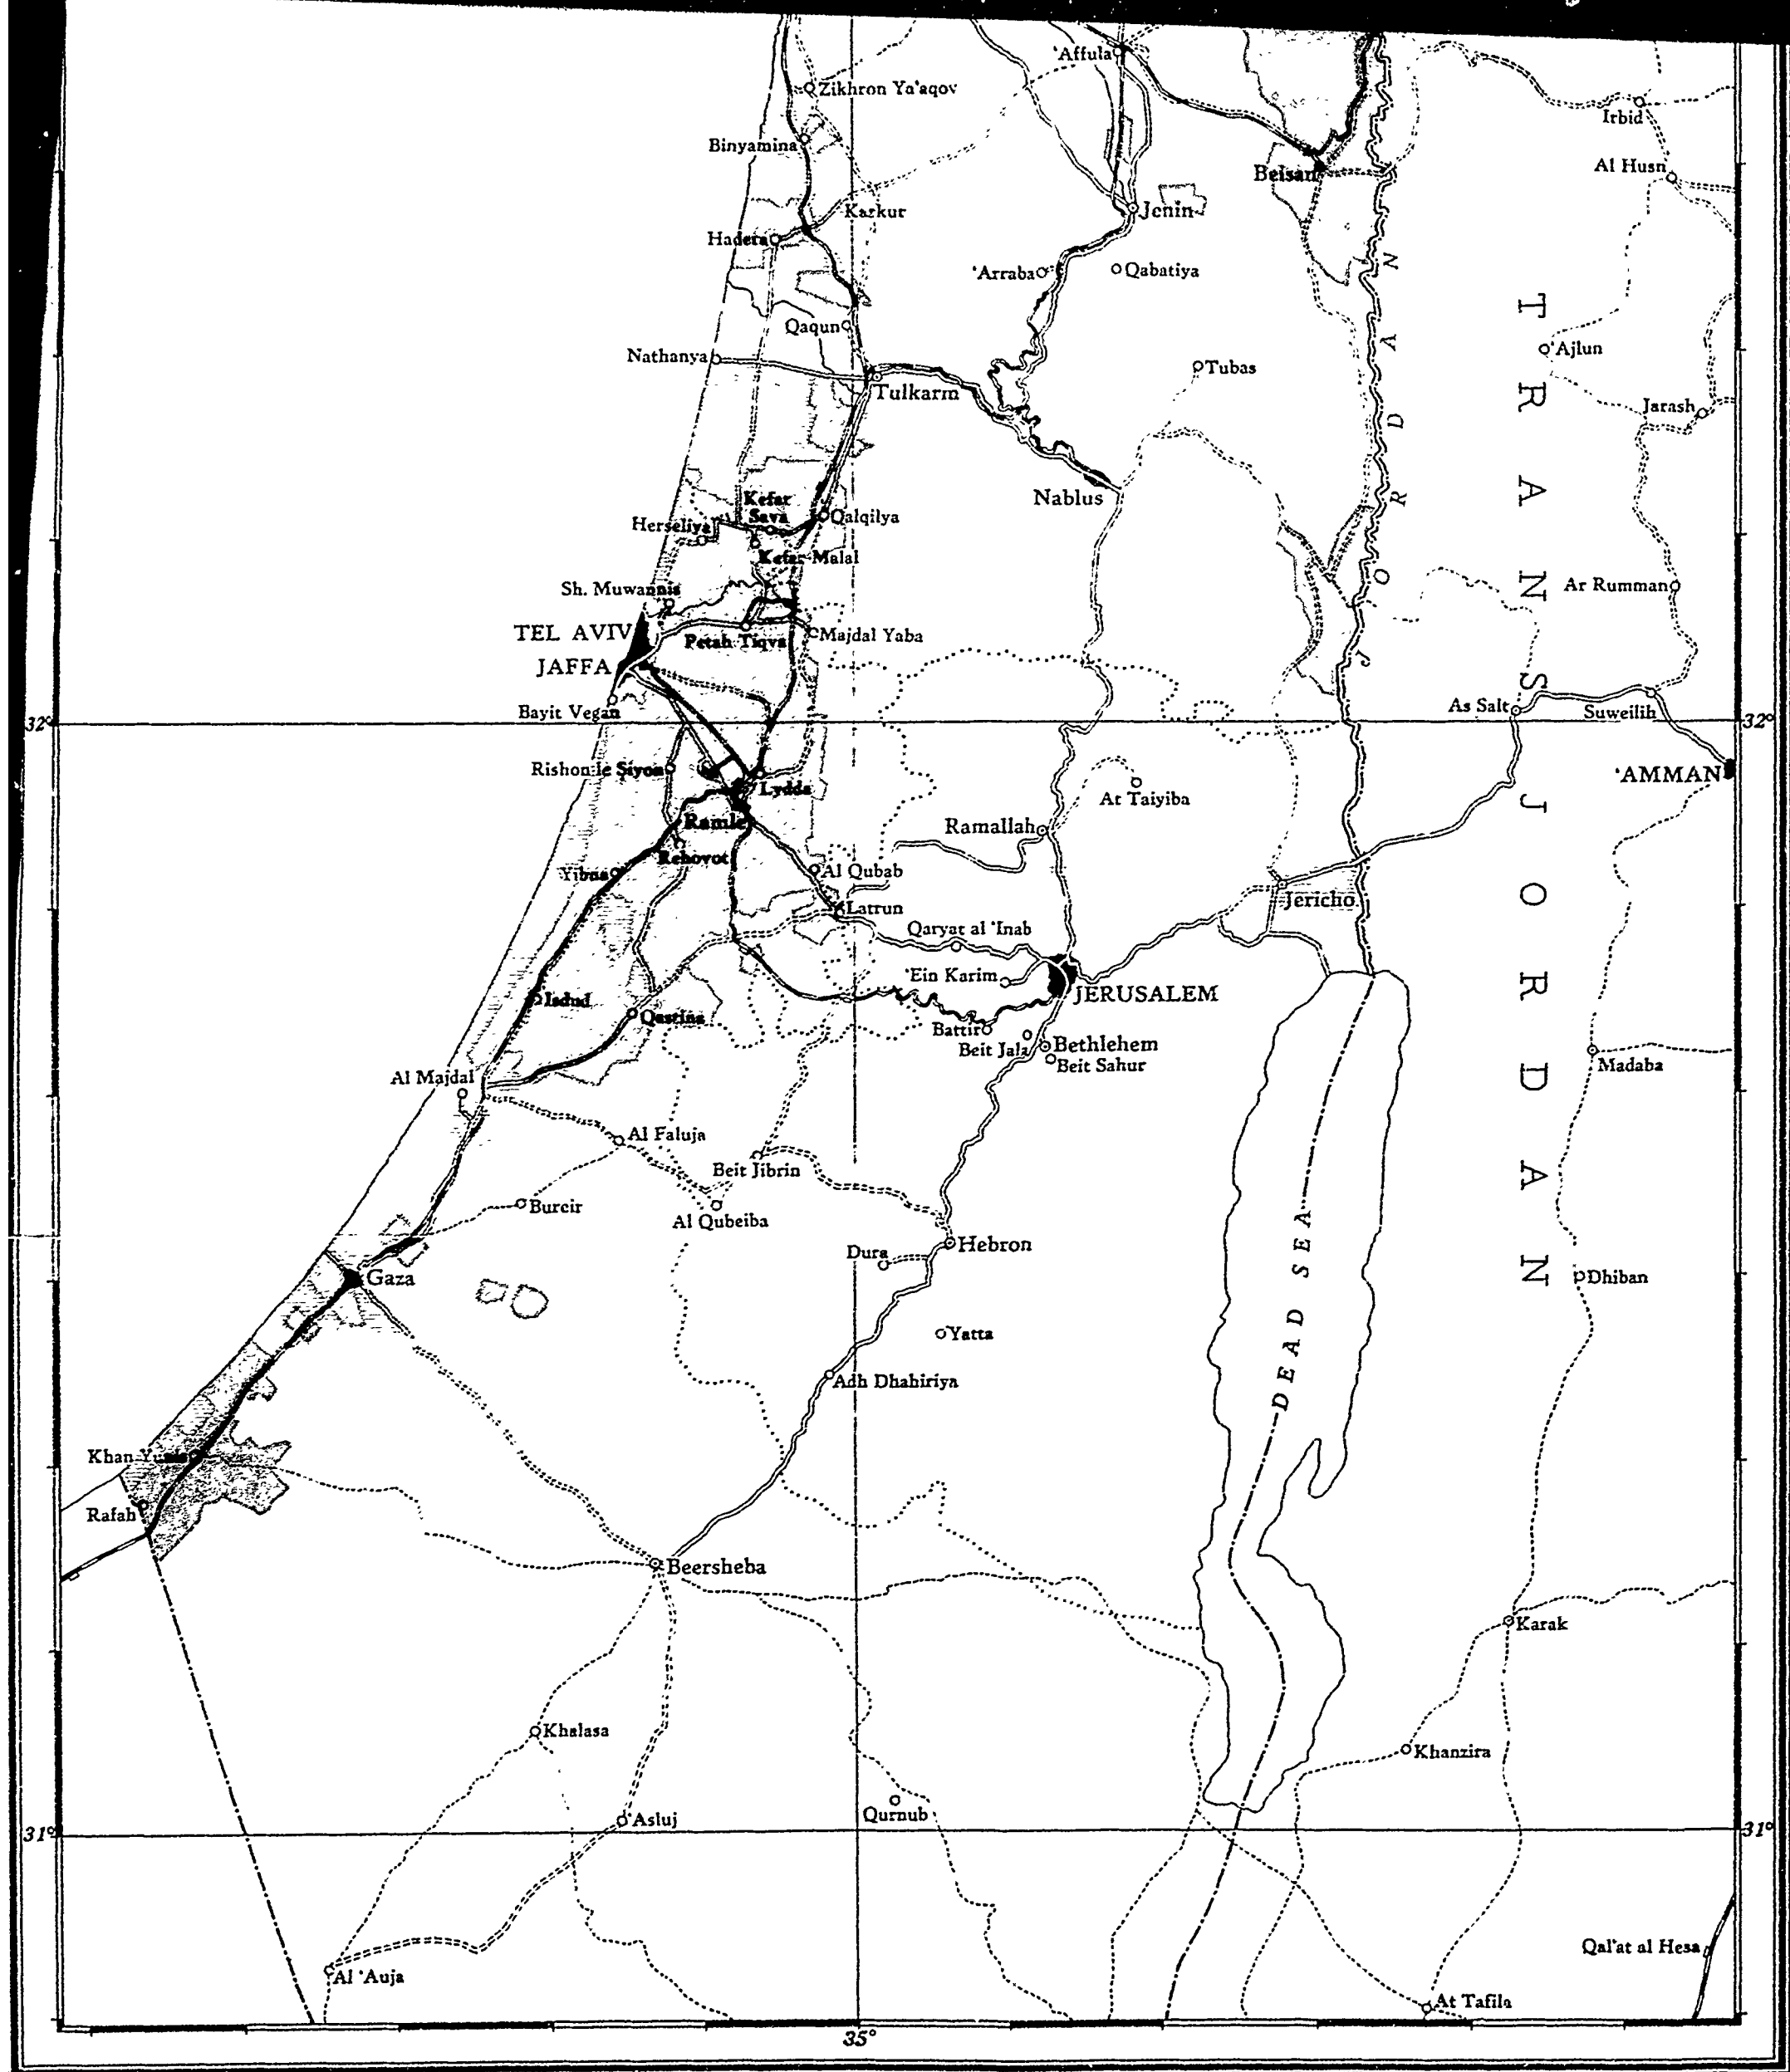 'Affula
Zikhron Ya'aqov
Irbid
Binyamina
Al Husn
Beisan
Karkur
Jenin
Hadera
'Arraba
Qabatiya
Qaqun
Nathanya
'Ajlun
Tubas
Tulkarm
Jarash
Nablus
Kefar
Sava
Qalqilya
Herseliya
Kefar Malal
Sh. Muwannis
Ar Rumman
TEL AVIV
Majdal Yaba
Petah Tiqva
JAFFA
JORDAN
TRANSJORDAN
As Salt
Bayit Vegan
Suweilih
32°
32°
Rishon le Siyon
'AMMAN
Lydda
At Taiyiba
Ramle
Ramallah
Rehovot
Yibna
Al Qubab
Jericho
Latrun
Qaryat al 'Inab
'Ein Karim
JERUSALEM
Isdud
Qastina
Battir
Beit Jala
Bethlehem
Beit Sahur
Madaba
Al Majdal
Al Faluja
Beit Jibrin
Burcir
Al Qubeiba
Hebron
Dura
Gaza
Dhiban
DEAD SEA
Yatta
Adh Dhahiriya
Khan Yunis
Rafah
Beersheba
Karak
Khalasa
Khanzira
Qurnub
'Asluj
31°
31°
Qal'at al Hesa
Al 'Auja
At Tafila
35°